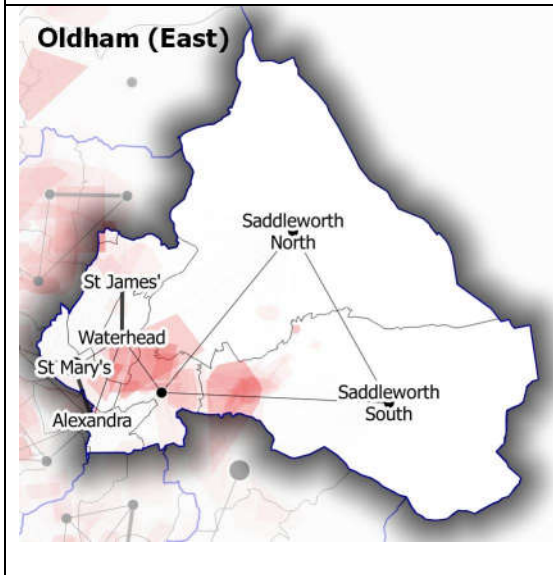 Oldham (East)
Saddleworth
North
St James'
Waterhead
St Mary's
Alexandra
Saddleworth
South